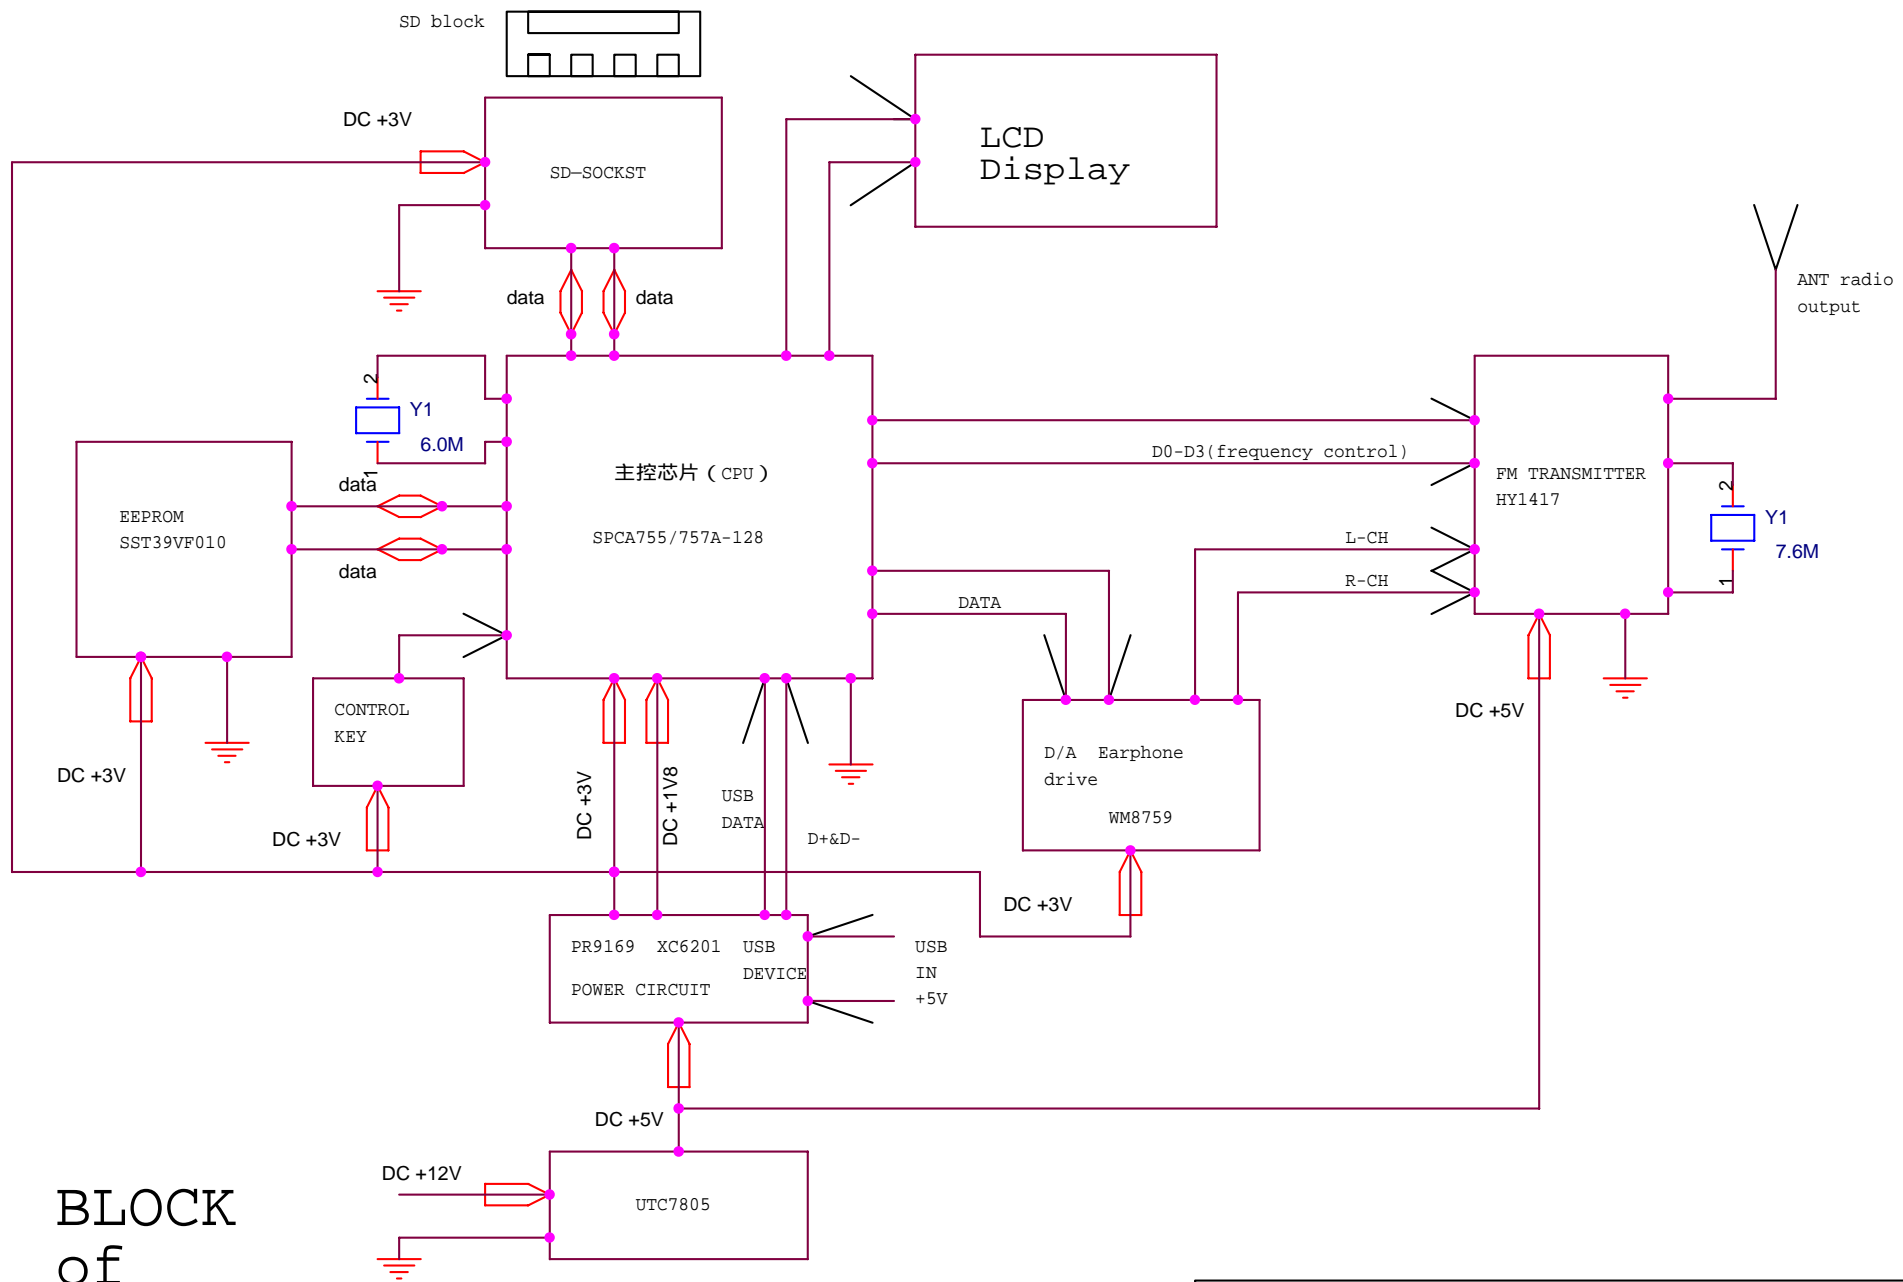 SD block
DC +3V
SD—SOCKST
LCD
Display
data
data
ANT radio
output
2
Y1
6.0M
1
主控芯片（CPU）
SPCA755/757A-128
D0-D3(frequency control)
FM TRANSMITTER
HY1417
2
Y1
7.6M
1
data
EEPROM
SST39VF010
data
L-CH
R-CH
DATA
CONTROL
KEY
DC +3V
DC +3V
DC +3V
DC +1V8
USB
DATA
D+&D-
D/A Earphone
drive
WM8759
DC +5V
DC +3V
PR9169 XC6201 USB
DEVICE
POWER CIRCUIT
USB
IN
+5V
DC +5V
DC +12V
UTC7805
BLOCK
of